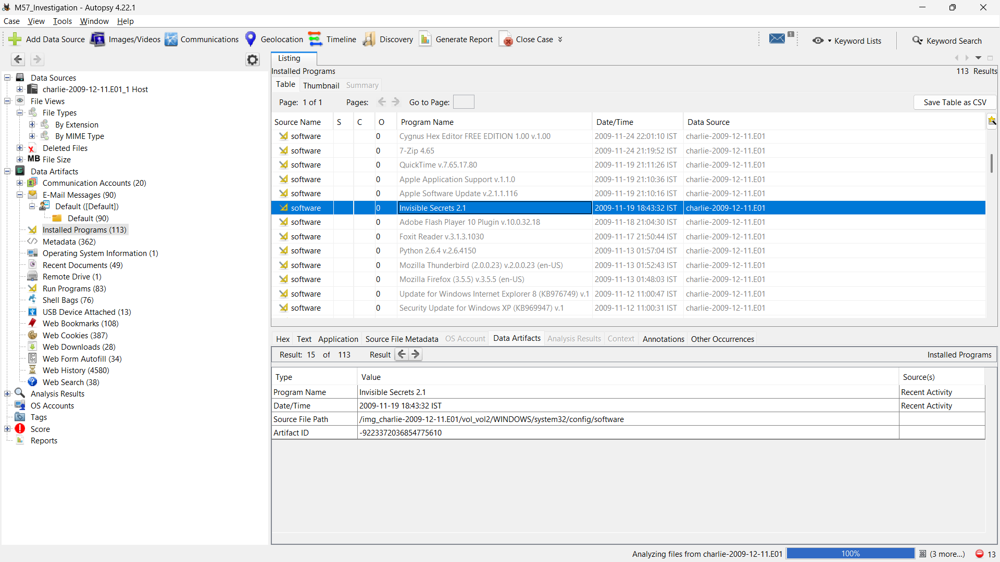 M57_Investigation - Autopsy 4.22.1
Case View Tools Window Help
Add Data Source Images/Videos Communications Geolocation Timeline Discovery Generate Report Close Case 1 Keyword Lists Keyword Search
Data Sources
charlie-2009-12-11.E01_1 Host
File Views
File Types
By Extension
By MIME Type
Deleted Files
MB File Size
Data Artifacts
Communication Accounts (20)
E-Mail Messages (90)
Default ([Default])
Default (90)
Installed Programs (113)
Metadata (362)
Operating System Information (1)
Recent Documents (49)
Remote Drive (1)
Run Programs (83)
Shell Bags (76)
USB Device Attached (13)
Web Bookmarks (108)
Web Cookies (387)
Web Downloads (28)
Web Form Autofill (34)
Web History (4580)
Web Search (38)
Analysis Results
OS Accounts
Tags
Score
Reports
Listing
Installed Programs 113 Results
Table Thumbnail Summary
Page: 1 of 1 Pages: Go to Page: Save Table as CSV
Source Name S C O Program Name Date/Time Data Source
software 0 Cygnus Hex Editor FREE EDITION 1.00 v.1.00 2009-11-24 22:01:10 IST charlie-2009-12-11.E01
software 0 7-Zip 4.65 2009-11-24 21:19:52 IST charlie-2009-12-11.E01
software 0 QuickTime v.7.65.17.80 2009-11-19 21:11:26 IST charlie-2009-12-11.E01
software 0 Apple Application Support v.1.1.0 2009-11-19 21:10:36 IST charlie-2009-12-11.E01
software 0 Apple Software Update v.2.1.1.116 2009-11-19 21:10:16 IST charlie-2009-12-11.E01
software 0 Invisible Secrets 2.1 2009-11-19 18:43:32 IST charlie-2009-12-11.E01
software 0 Adobe Flash Player 10 Plugin v.10.0.32.18 2009-11-18 21:04:30 IST charlie-2009-12-11.E01
software 0 Foxit Reader v.3.1.3.1030 2009-11-17 21:50:44 IST charlie-2009-12-11.E01
software 0 Python 2.6.4 v.2.6.4150 2009-11-13 01:57:04 IST charlie-2009-12-11.E01
software 0 Mozilla Thunderbird (2.0.0.23) v.2.0.0.23 (en-US) 2009-11-13 01:52:43 IST charlie-2009-12-11.E01
software 0 Mozilla Firefox (3.5.5) v.3.5.5 (en-US) 2009-11-13 01:48:03 IST charlie-2009-12-11.E01
software 0 Update for Windows Internet Explorer 8 (KB976749) v.1 2009-11-12 11:00:47 IST charlie-2009-12-11.E01
software 0 Security Update for Windows XP (KB969947) v.1 2009-11-12 11:00:31 IST charlie-2009-12-11.E01
Hex Text Application Source File Metadata OS Account Data Artifacts Analysis Results Context Annotations Other Occurrences
Result: 15 of 113 Result Installed Programs
Type Value Source(s)
Program Name Invisible Secrets 2.1 Recent Activity
Date/Time 2009-11-19 18:43:32 IST Recent Activity
Source File Path /img_charlie-2009-12-11.E01/vol_vol2/WINDOWS/system32/config/software
Artifact ID -9223372036854775610
Analyzing files from charlie-2009-12-11.E01 100% (3 more...) 13